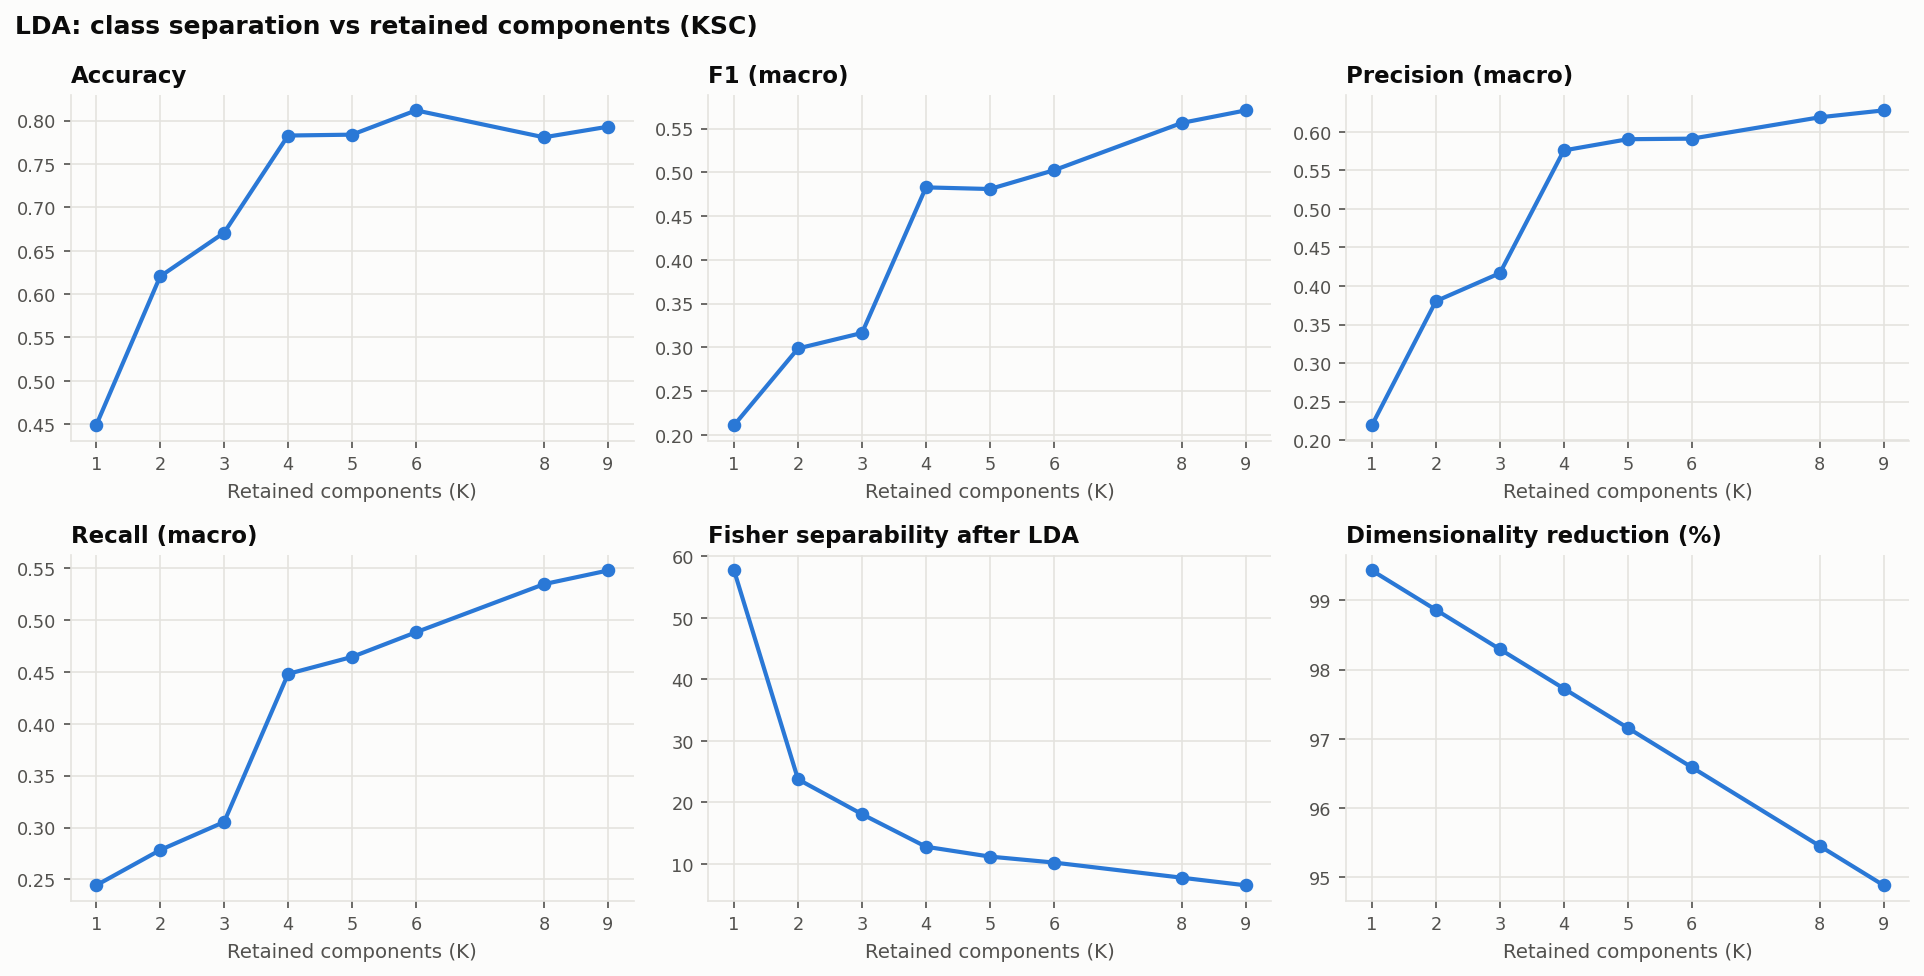 LDA: class separation vs retained components (KSC)
Accuracy
0.80
0.75
0.70
0.65
0.60
0.55
0.50
0.45
1 2 3 4 5 6 8 9
Retained components (K)
F1 (macro)
0.55
0.50
0.45
0.40
0.35
0.30
0.25
0.20
1 2 3 4 5 6 8 9
Retained components (K)
Precision (macro)
0.60
0.55
0.50
0.45
0.40
0.35
0.30
0.25
0.20
1 2 3 4 5 6 8 9
Retained components (K)
Recall (macro)
0.55
0.50
0.45
0.40
0.35
0.30
0.25
1 2 3 4 5 6 8 9
Retained components (K)
Fisher separability after LDA
60
50
40
30
20
10
1 2 3 4 5 6 8 9
Retained components (K)
Dimensionality reduction (%)
99
98
97
96
95
1 2 3 4 5 6 8 9
Retained components (K)